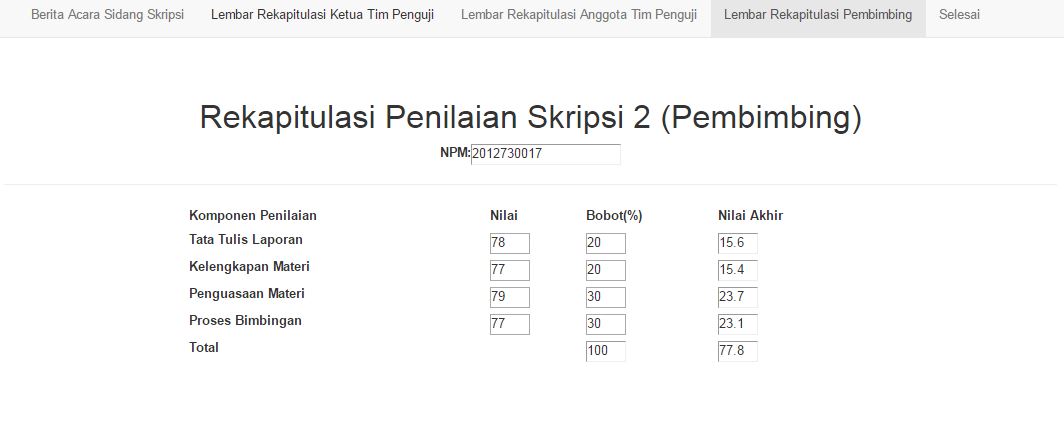 Berita Acara Sidang Skripsi Lembar Rekapitulasi Ketua Tim Penguji Lembar Rekapitulasi Anggota Tim Penguji Lembar Rekapitulasi Pembimbing Selesai
Rekapitulasi Penilaian Skripsi 2 (Pembimbing)
NPM: 2012730017
Komponen Penilaian Nilai Bobot(%) Nilai Akhir
Tata Tulis Laporan 78 20 15.6
Kelengkapan Materi 77 20 15.4
Penguasaan Materi 79 30 23.7
Proses Bimbingan 77 30 23.1
Total 100 77.8